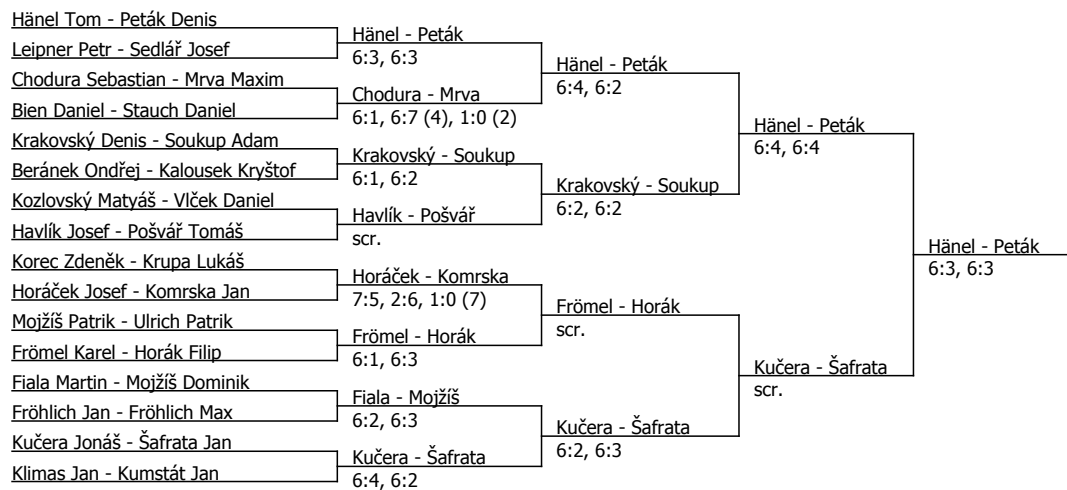 Hänel Tom - Peták Denis
Leipner Petr - Sedlář Josef
Chodura Sebastian - Mrva Maxim
Bien Daniel - Stauch Daniel
Krakovský Denis - Soukup Adam
Beránek Ondřej - Kalousek Kryštof
Kozlovský Matyáš - Vlček Daniel
Havlík Josef - Pošvář Tomáš
Korec Zdeněk - Krupa Lukáš
Horáček Josef - Komrska Jan
Mojžíš Patrik - Ulrich Patrik
Frömel Karel - Horák Filip
Fiala Martin - Mojžíš Dominik
Fröhlich Jan - Fröhlich Max
Kučera Jonáš - Šafrata Jan
Klimas Jan - Kumstát Jan
Hänel - Peták
6:3, 6:3
Chodura - Mrva
6:1, 6:7 (4), 1:0 (2)
Krakovský - Soukup
6:1, 6:2
Havlík - Pošvář
scr.
Horáček - Komrska
7:5, 2:6, 1:0 (7)
Frömel - Horák
6:1, 6:3
Fiala - Mojžíš
6:2, 6:3
Kučera - Šafrata
6:4, 6:2
Hänel - Peták
6:4, 6:2
Krakovský - Soukup
6:2, 6:2
Frömel - Horák
scr.
Kučera - Šafrata
6:2, 6:3
Hänel - Peták
6:4, 6:4
Kučera - Šafrata
scr.
Hänel - Peták
6:3, 6:3